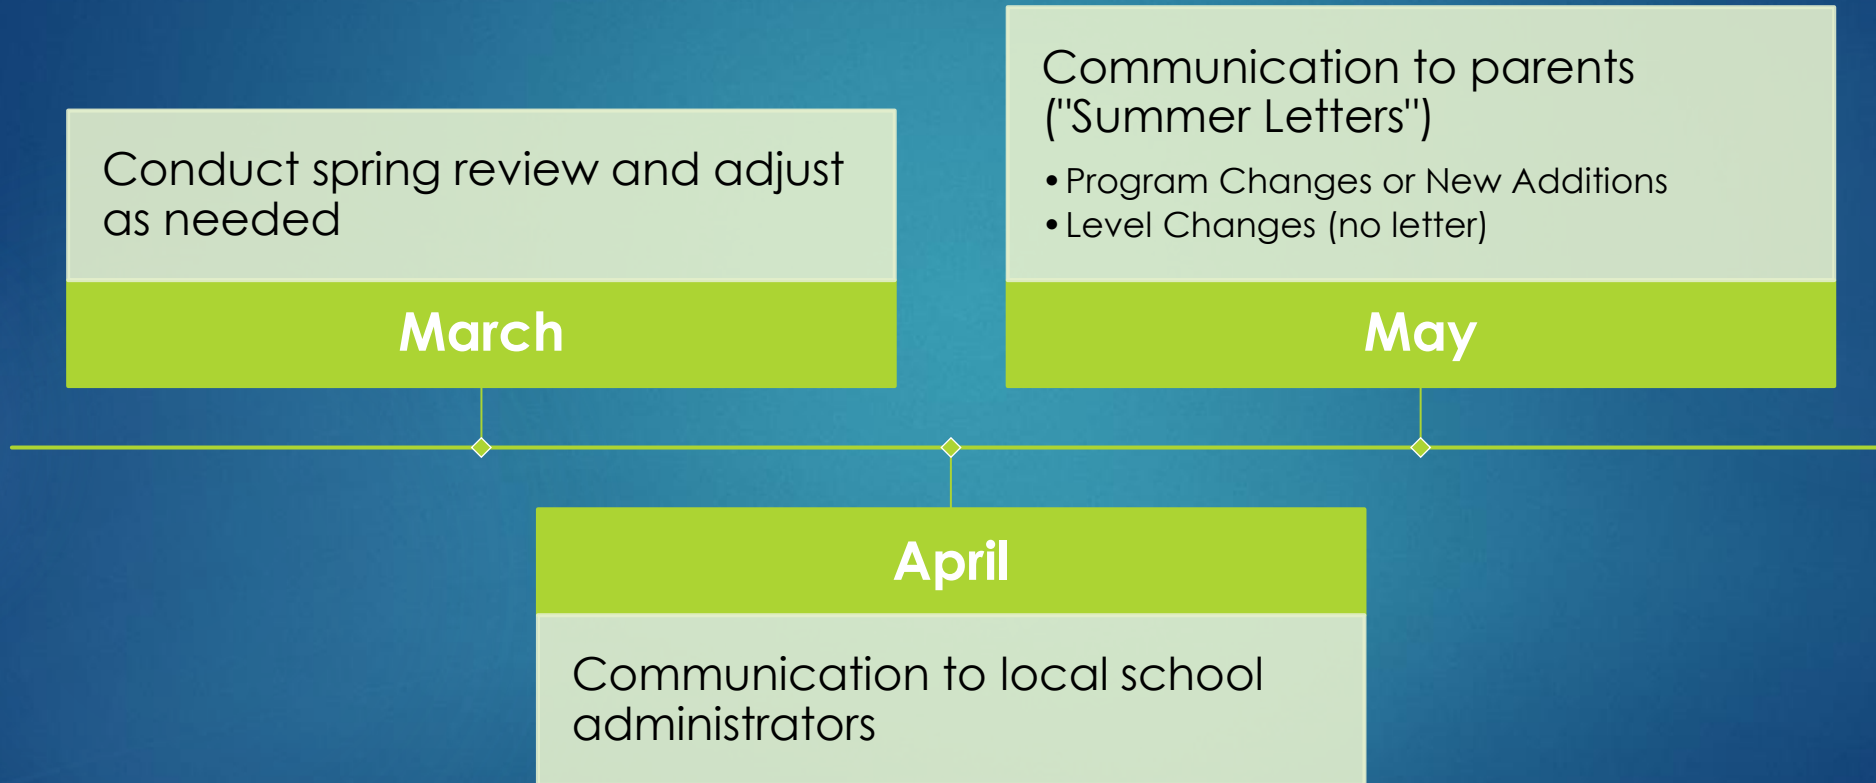 Conduct spring review and adjust
as needed
March
April
Communication to local school
administrators
Communication to parents
("Summer Letters")
•Program Changes or New Additions
•Level Changes (no letter)
May